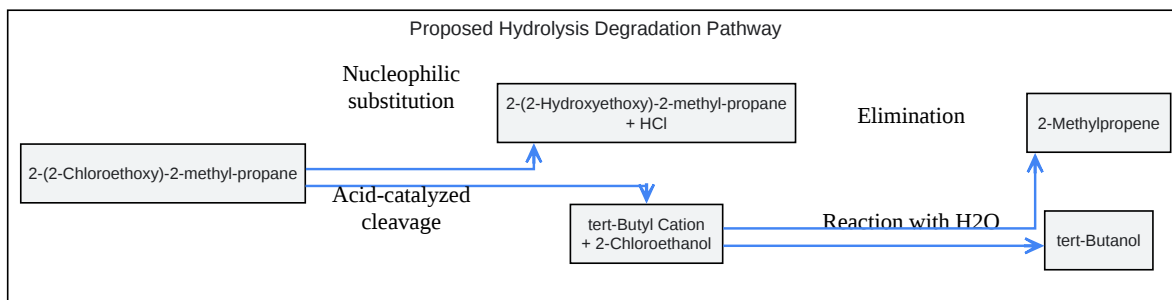 Proposed Hydrolysis Degradation Pathway
Nucleophilic
substitution
2-(2-Hydroxyethoxy)-2-methyl-propane
+ HCl
Elimination
2-Methylpropene
2-(2-Chloroethoxy)-2-methyl-propane
Acid-catalyzed
cleavage
tert-Butyl Cation
+ 2-Chloroethanol
Reaction with H2O
tert-Butanol